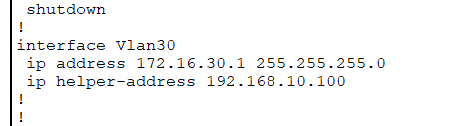 shutdown
!
interface Vlan30
ip address 172.16.30.1 255.255.255.0
ip helper-address 192.168.10.100
!
!